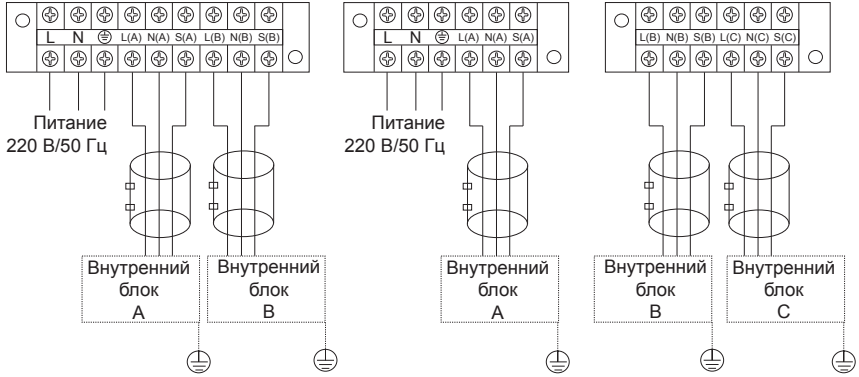 L N L(A) N(A) S(A) L(B) N(B) S(B)
Питание
220 В/50 Гц
Внутренний
блок
A
Внутренний
блок
B
L N L(A) N(A) S(A)
Питание
220 В/50 Гц
Внутренний
блок
A
L(B) N(B) S(B) L(C) N(C) S(C)
Внутренний
блок
B
Внутренний
блок
C